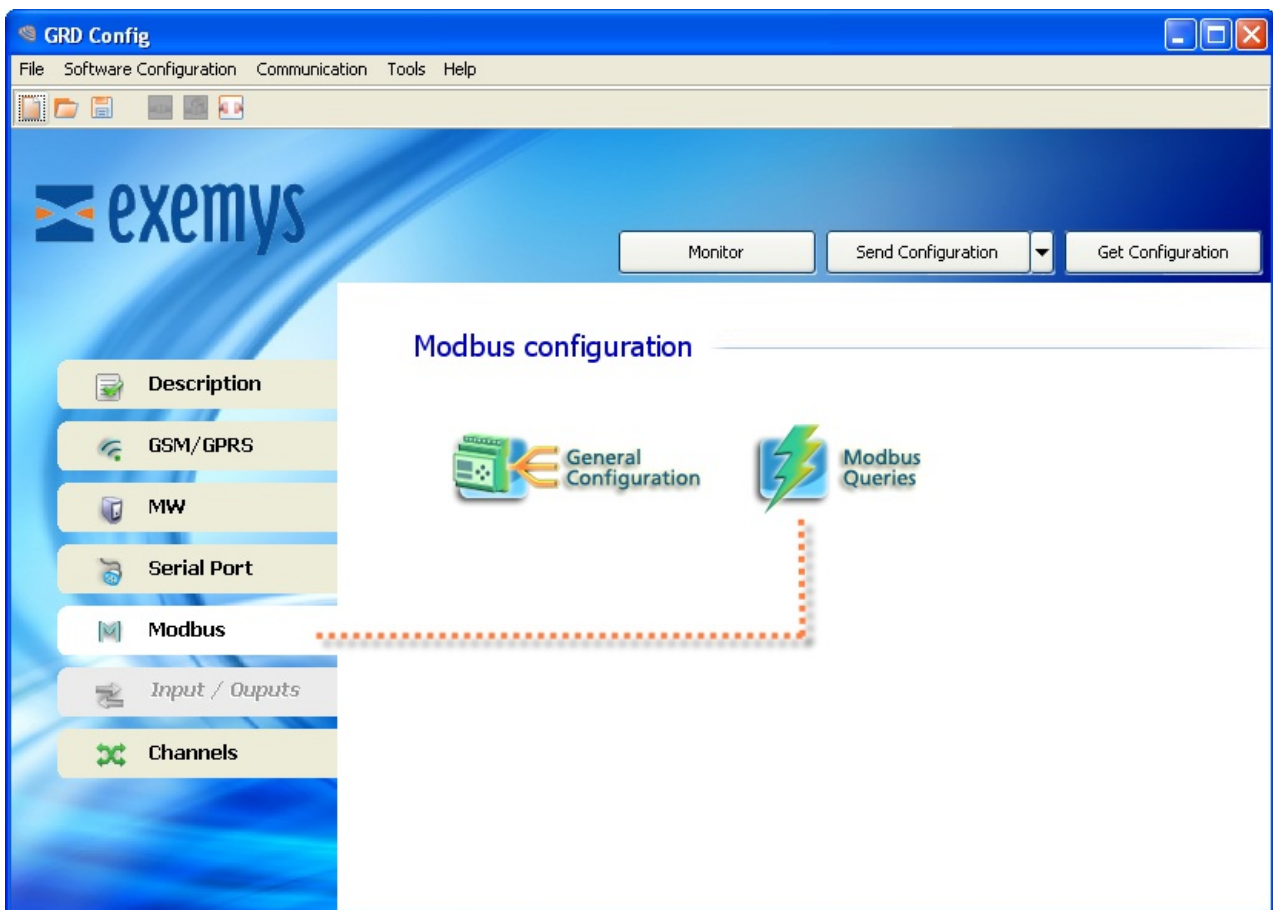 GRD Config
File Software Configuration Communication Tools Help
exemys
Monitor Send Configuration Get Configuration
Modbus configuration
Description
GSM/GPRS
MW
Serial Port
Modbus
Input / Ouputs
Channels
General
Configuration
Modbus
Queries